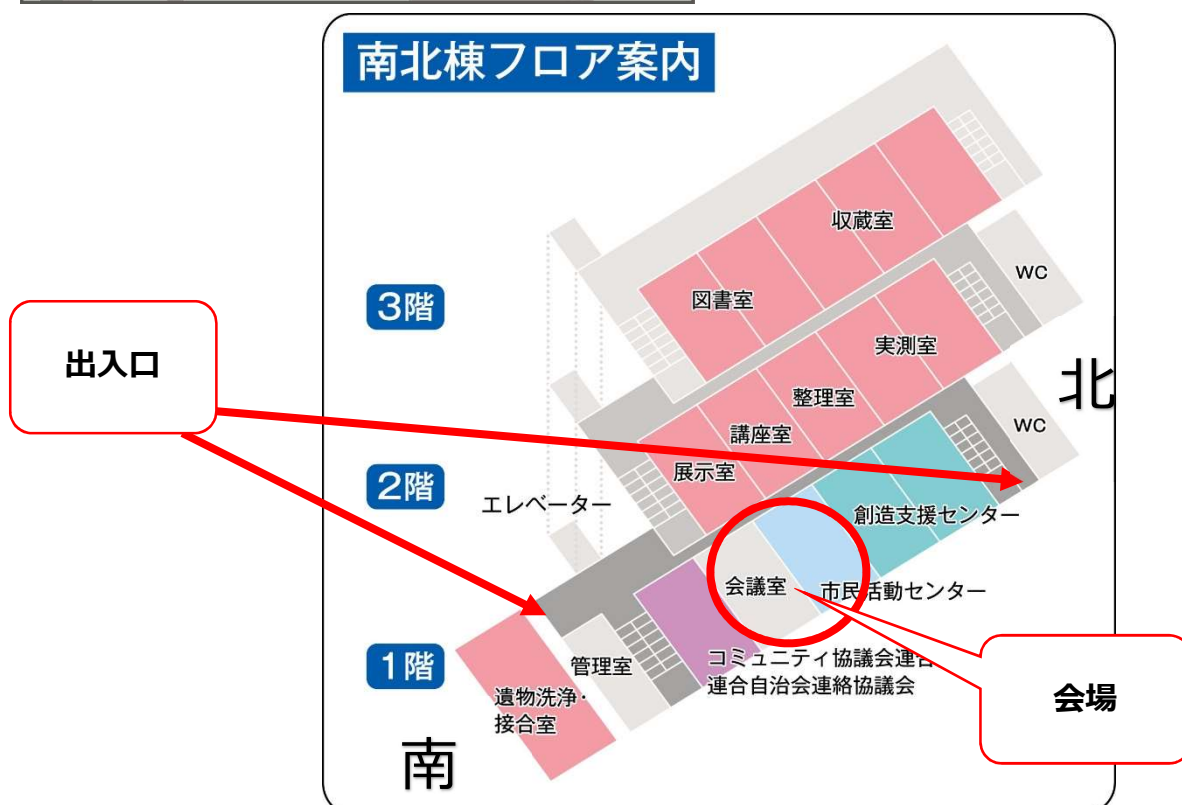 南北棟フロア案内
収蔵室
WC
3階
図書室
実測室
出入口
整理室
北
講座室
WC
展示室
2階
エレベーター
創造支援センター
会議室
市民活動センター
1階
管理室
コミュニティ協議会連合
連合自治会連絡協議会
遺物洗浄・
接合室
会場
南